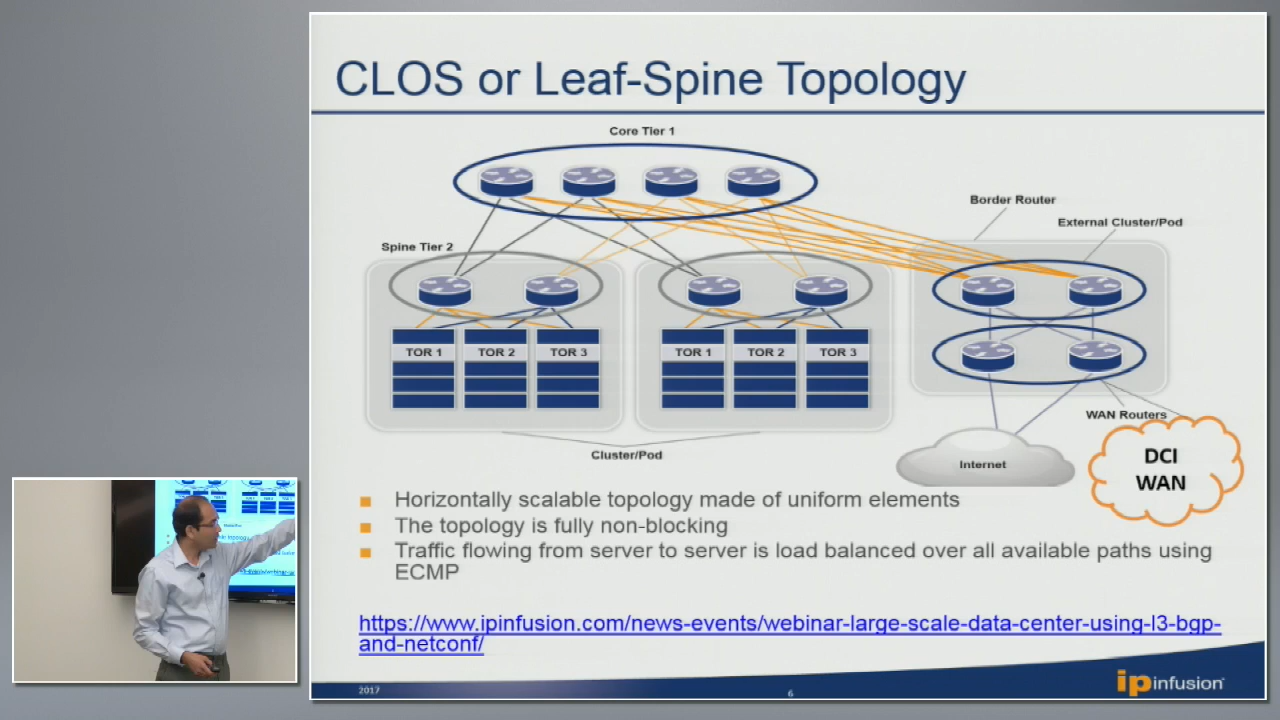 CLOS or Leaf-Spine Topology
Core Tier 1
Border Router
External Cluster/Pod
Spine Tier 2
TOR 1 TOR 2 TOR 3 TOR 1 TOR 2 TOR 3
WAN Routers
Cluster/Pod
Internet
DCI
WAN
Horizontally scalable topology made of uniform elements
The topology is fully non-blocking
Traffic flowing from server to server is load balanced over all available paths using
ECMP
https://www.ipinfusion.com/news-events/webinar-large-scale-data-center-using-l3-bgp-
and-netconf/
2017
6
ipinfusion